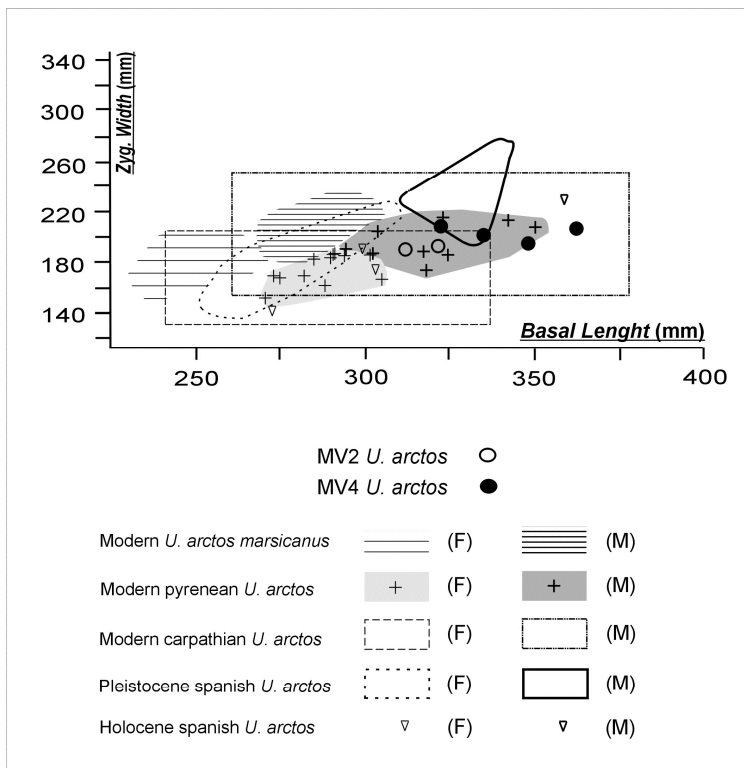 340
300
260
220
180
140
Zyg. Width (mm)
Basal Lenght (mm)
250 300 350 400
MV2 U. arctos
MV4 U. arctos
Modern U. arctos marsicanus (F) (M)
Modern pyrenean U. arctos (F) (M)
Modern carpathian U. arctos (F) (M)
Pleistocene spanish U. arctos (F) (M)
Holocene spanish U. arctos (F) (M)